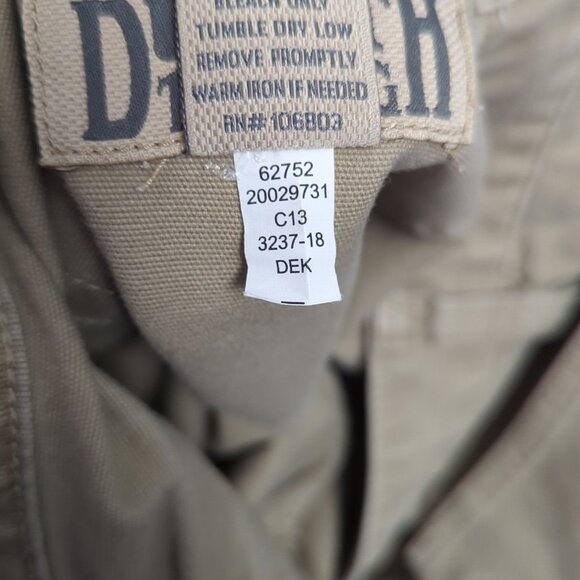 BLEACH ONLY
TUMBLE DRY LOW
REMOVE PROMPTLY
WARM IRON IF NEEDED
RN# 106803
62752
20029731
C13
3237-18
DEK